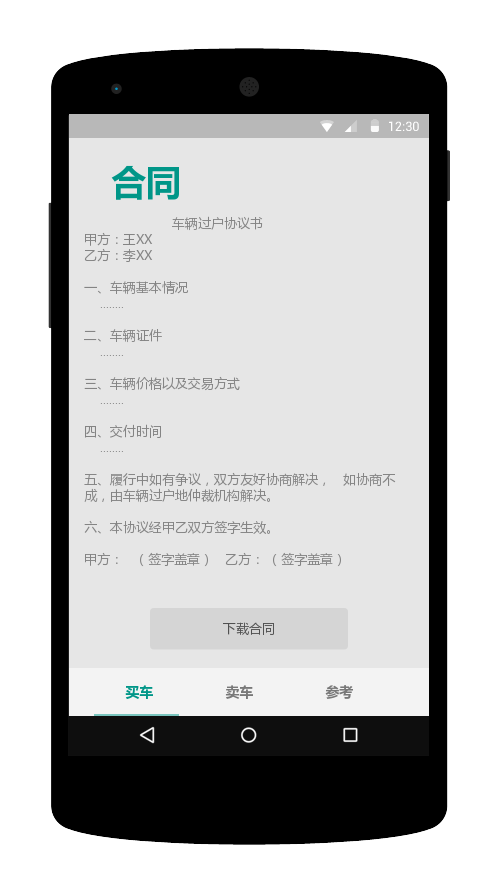 12:30
合同
车辆过户协议书
甲方：王XX
乙方：李XX
一、车辆基本情况
........
二、车辆证件
........
三、车辆价格以及交易方式
........
四、交付时间
........
五、履行中如有争议，双方友好协商解决， 如协商不
成，由车辆过户地仲裁机构解决。
六、本协议经甲乙双方签字生效。
甲方： （签字盖章） 乙方：（签字盖章）
下载合同
买车 卖车 参考